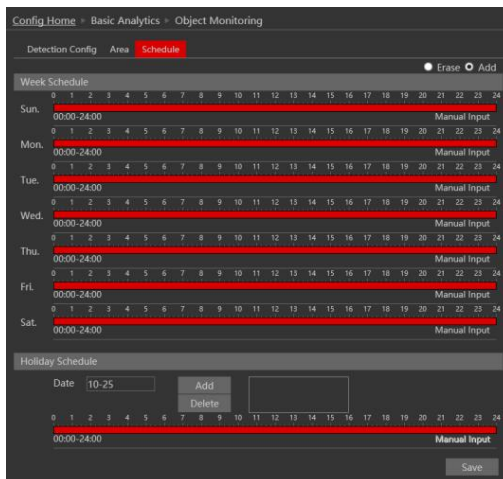 Config Home ▶ Basic Analytics ▶ Object Monitoring
Detection Config Area Schedule
Erase Add
Week Schedule
0 1 2 3 4 5 6 7 8 9 10 11 12 13 14 15 16 17 18 19 20 21 22 23 24
Sun.
00:00-24:00 Manual Input
0 1 2 3 4 5 6 7 8 9 10 11 12 13 14 15 16 17 18 19 20 21 22 23 24
Mon.
00:00-24:00 Manual Input
0 1 2 3 4 5 6 7 8 9 10 11 12 13 14 15 16 17 18 19 20 21 22 23 24
Tue.
00:00-24:00 Manual Input
0 1 2 3 4 5 6 7 8 9 10 11 12 13 14 15 16 17 18 19 20 21 22 23 24
Wed.
00:00-24:00 Manual Input
0 1 2 3 4 5 6 7 8 9 10 11 12 13 14 15 16 17 18 19 20 21 22 23 24
Thu.
00:00-24:00 Manual Input
0 1 2 3 4 5 6 7 8 9 10 11 12 13 14 15 16 17 18 19 20 21 22 23 24
Fri.
00:00-24:00 Manual Input
0 1 2 3 4 5 6 7 8 9 10 11 12 13 14 15 16 17 18 19 20 21 22 23 24
Sat.
00:00-24:00 Manual Input
Holiday Schedule
Date 10-25 Add
Delete
0 1 2 3 4 5 6 7 8 9 10 11 12 13 14 15 16 17 18 19 20 21 22 23 24
00:00-24:00 Manual Input
Save